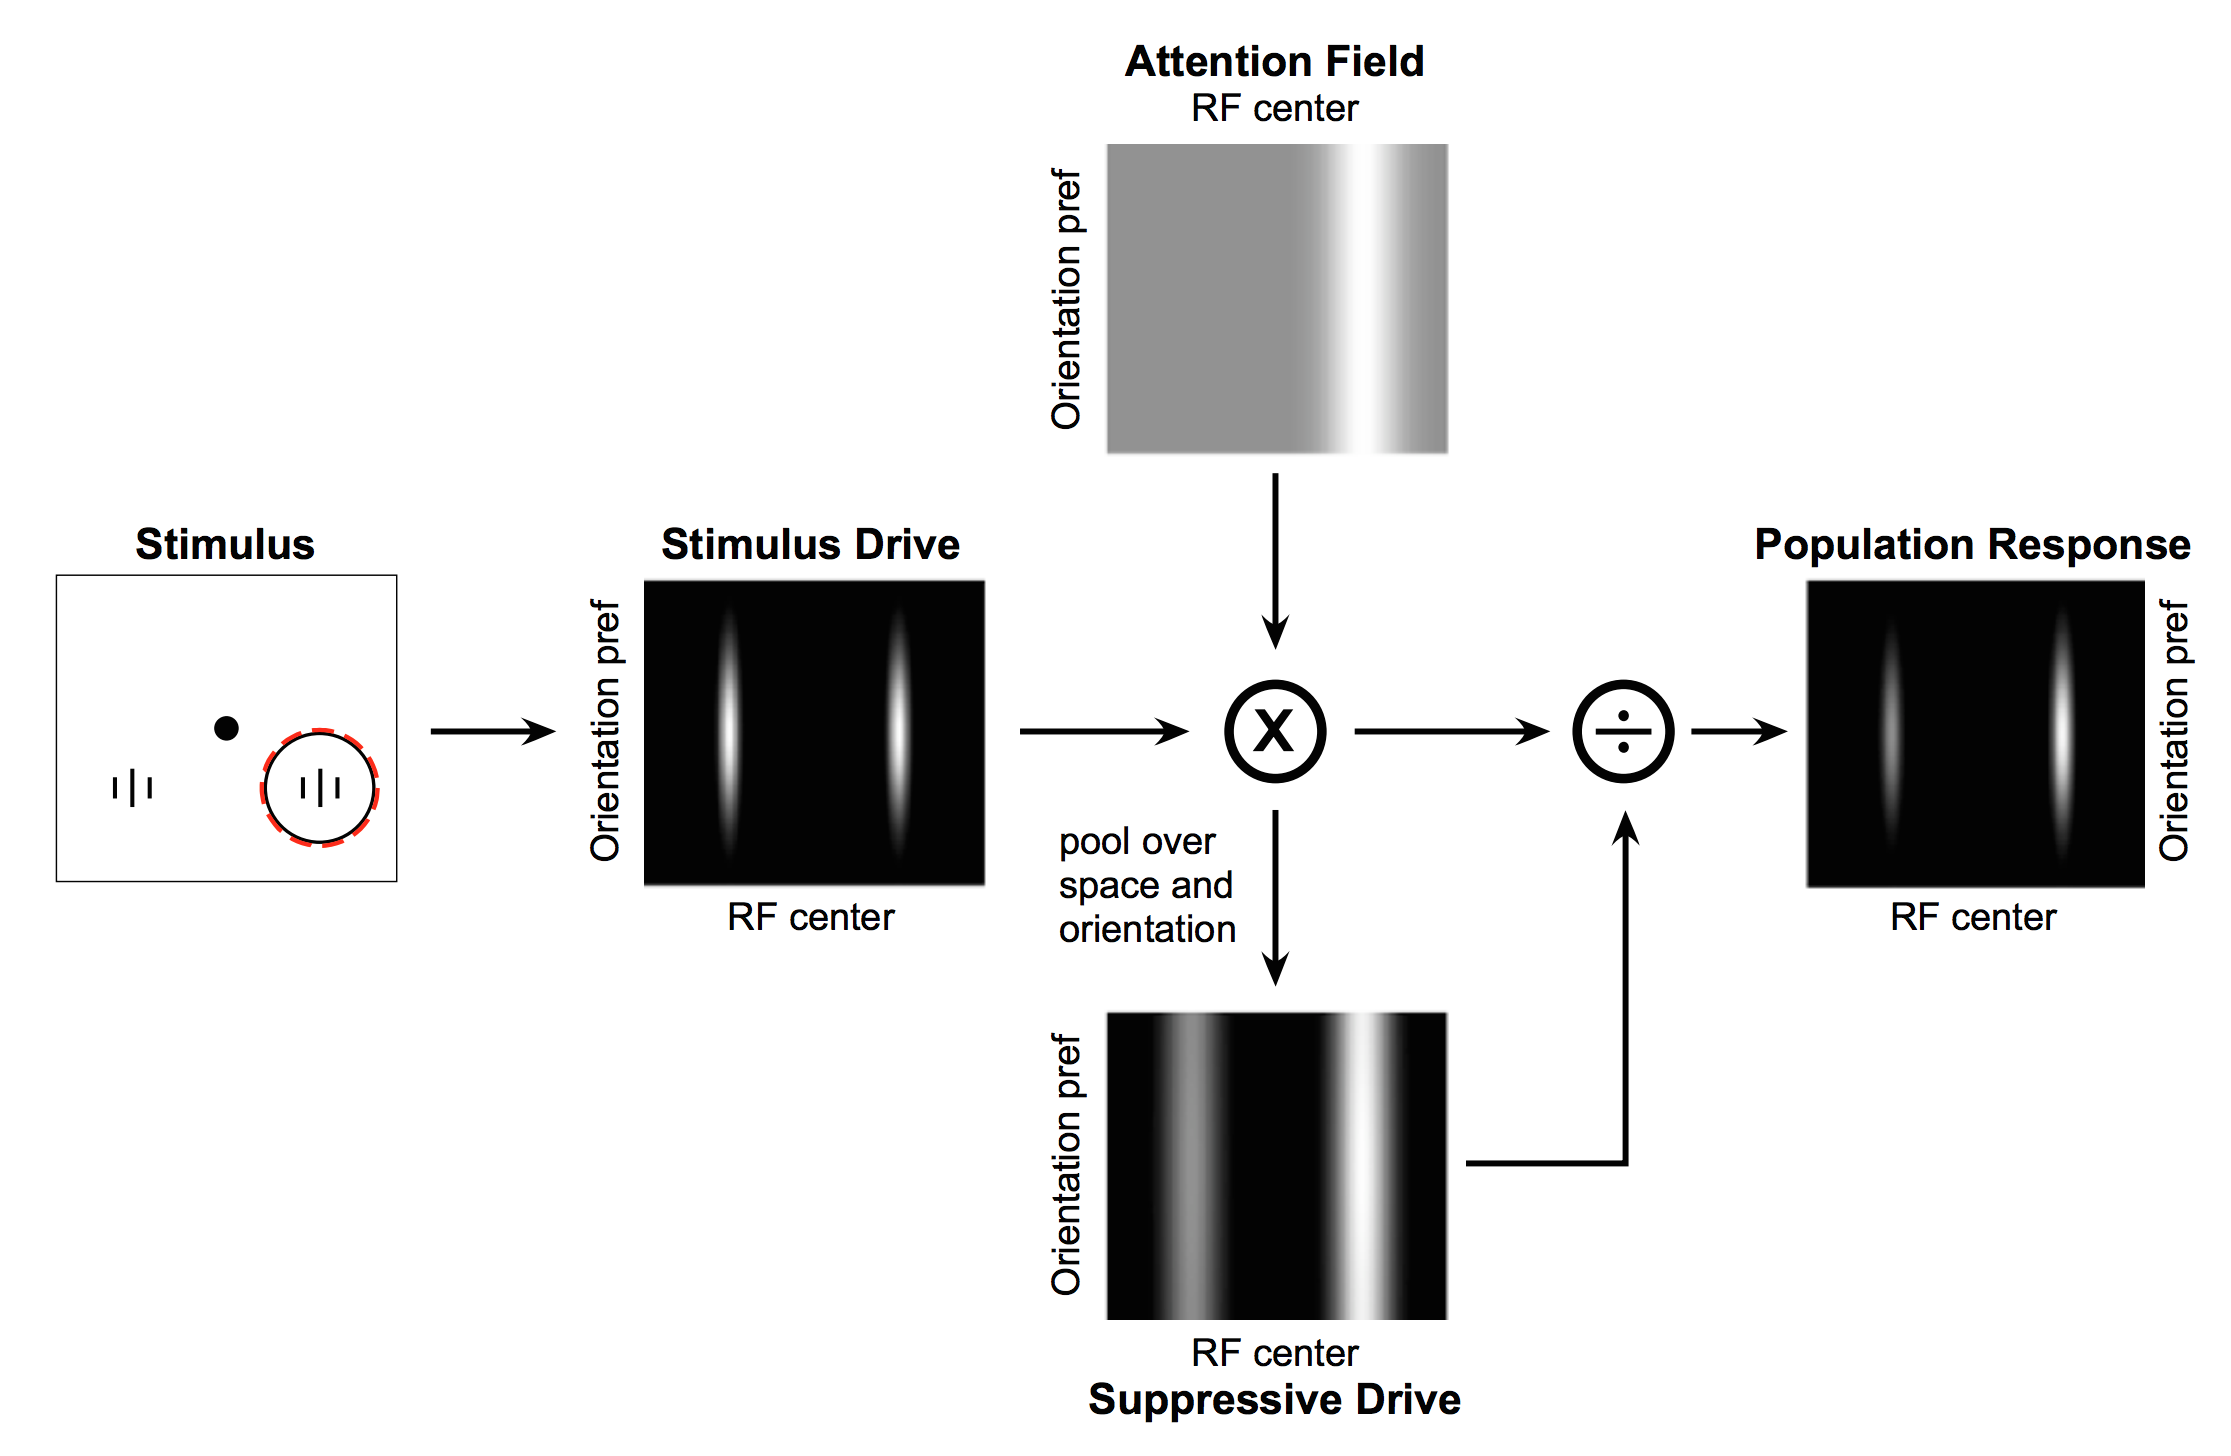 Attention Field
RF center
Orientation pref
Stimulus
Stimulus Drive
Orientation pref
RF center
X
÷
pool over
space and
orientation
Population Response
Orientation pref
RF center
Orientation pref
RF center
Suppressive Drive